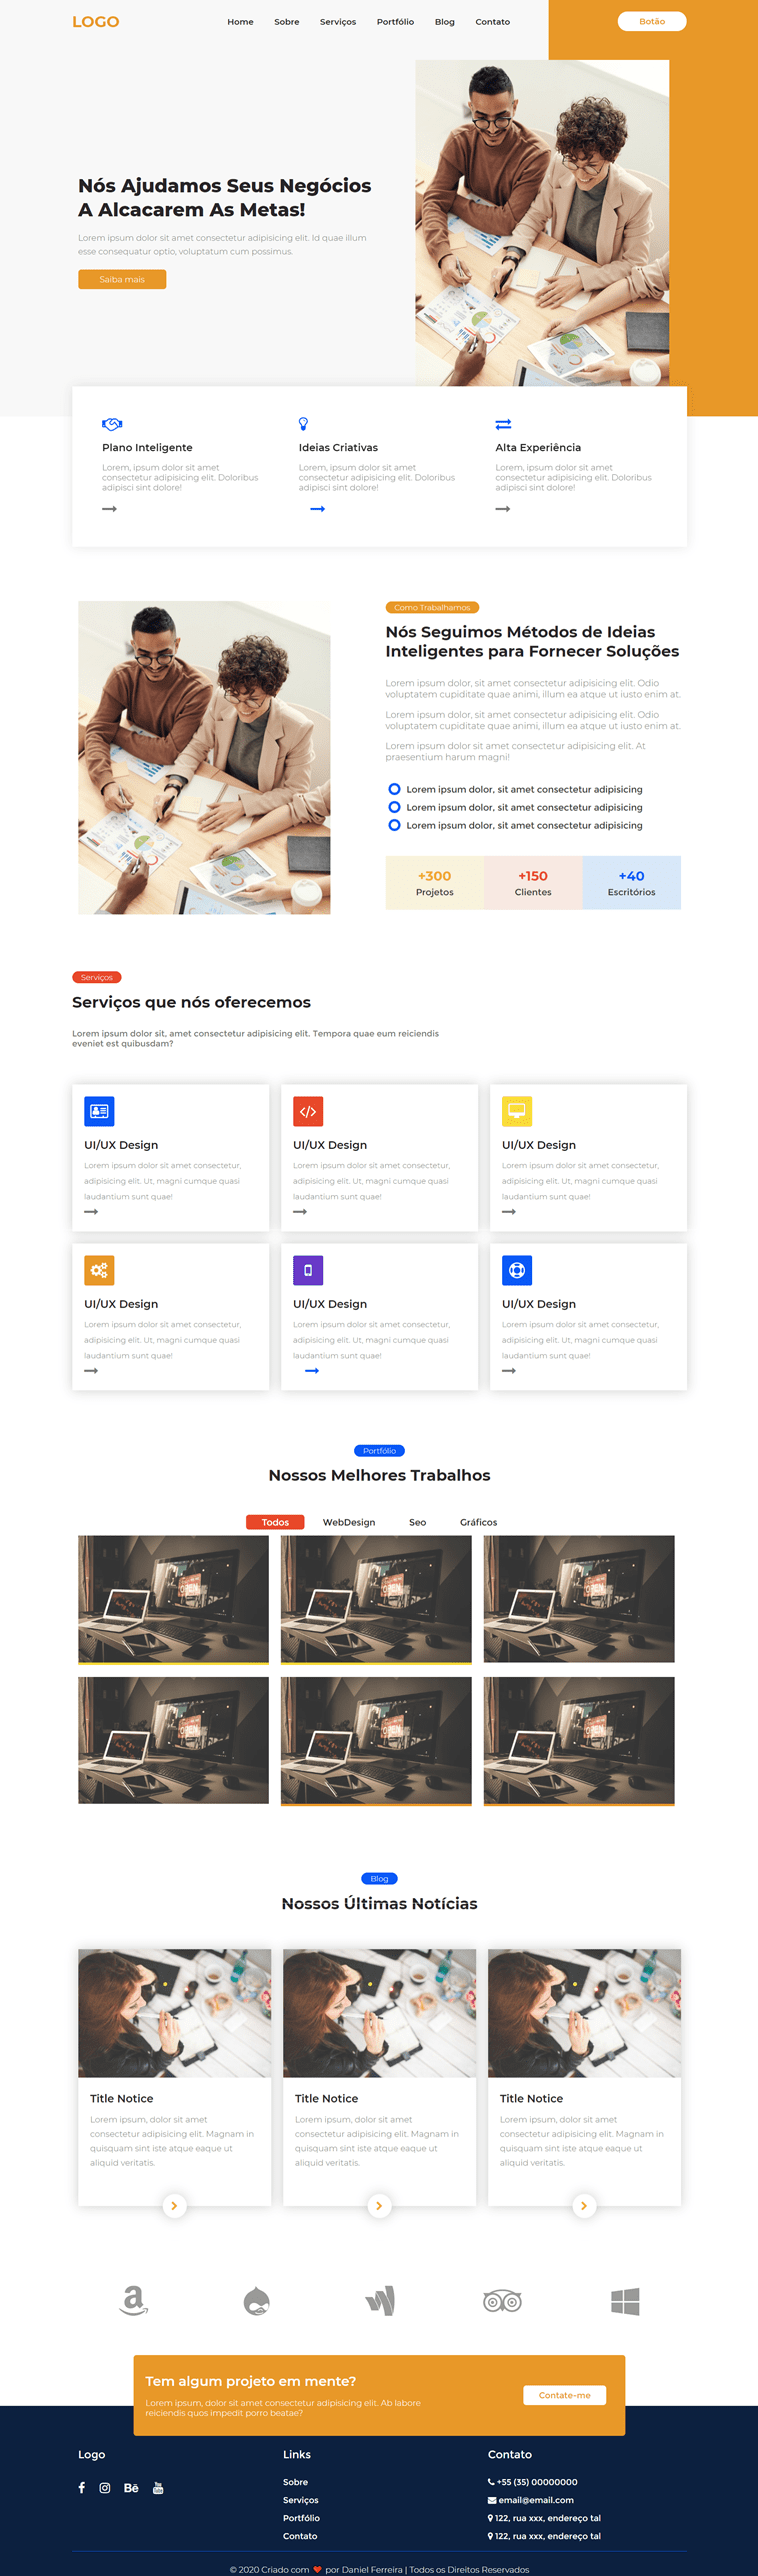 LOGO
Home Sobre Serviços Portfólio Blog Contato
Botão
Nós Ajudamos Seus Negócios
A Alcacarem As Metas!
Lorem ipsum dolor sit amet consectetur adipisicing elit. Id quae illum
esse consequatur optio, voluptatum cum possimus.
Saiba mais
Plano Inteligente
Lorem, ipsum dolor sit amet
consectetur adipisicing elit. Doloribus
adipisci sint dolore!
Ideias Criativas
Lorem, ipsum dolor sit amet
consectetur adipisicing elit. Doloribus
adipisci sint dolore!
Alta Experiência
Lorem, ipsum dolor sit amet
consectetur adipisicing elit. Doloribus
adipisci sint dolore!
Como Trabalhamos
Nós Seguimos Métodos de Ideias
Inteligentes para Fornecer Soluções
Lorem ipsum dolor, sit amet consectetur adipisicing elit. Odio
voluptatem cupiditate quae animi, illum ea atque ut iusto enim at.
Lorem ipsum dolor, sit amet consectetur adipisicing elit. Odio
voluptatem cupiditate quae animi, illum ea atque ut iusto enim at.
Lorem ipsum dolor sit amet consectetur adipisicing elit. At
praesentium harum magni!
Lorem ipsum dolor, sit amet consectetur adipisicing
Lorem ipsum dolor, sit amet consectetur adipisicing
Lorem ipsum dolor, sit amet consectetur adipisicing
+300
Projetos
+150
Clientes
+40
Escritórios
Serviços
Serviços que nós oferecemos
Lorem ipsum dolor sit, amet consectetur adipisicing elit. Tempora quae eum reiciendis
eveniet est quibusdam?
UI/UX Design
Lorem ipsum dolor sit amet consectetur,
adipisicing elit. Ut, magni cumque quasi
laudantium sunt quae!
UI/UX Design
Lorem ipsum dolor sit amet consectetur,
adipisicing elit. Ut, magni cumque quasi
laudantium sunt quae!
UI/UX Design
Lorem ipsum dolor sit amet consectetur,
adipisicing elit. Ut, magni cumque quasi
laudantium sunt quae!
UI/UX Design
Lorem ipsum dolor sit amet consectetur,
adipisicing elit. Ut, magni cumque quasi
laudantium sunt quae!
UI/UX Design
Lorem ipsum dolor sit amet consectetur,
adipisicing elit. Ut, magni cumque quasi
laudantium sunt quae!
UI/UX Design
Lorem ipsum dolor sit amet consectetur,
adipisicing elit. Ut, magni cumque quasi
laudantium sunt quae!
Portfólio
Nossos Melhores Trabalhos
Todos WebDesign Seo Gráficos
OPEN
OPEN
OPEN
OPEN
OPEN
OPEN
Blog
Nossos Últimas Notícias
Title Notice
Lorem ipsum, dolor sit amet
consectetur adipisicing elit. Magnam in
quisquam sint iste atque eaque ut
aliquid veritatis.
Title Notice
Lorem ipsum, dolor sit amet
consectetur adipisicing elit. Magnam in
quisquam sint iste atque eaque ut
aliquid veritatis.
Title Notice
Lorem ipsum, dolor sit amet
consectetur adipisicing elit. Magnam in
quisquam sint iste atque eaque ut
aliquid veritatis.
Tem algum projeto em mente?
Lorem ipsum, dolor sit amet consectetur adipisicing elit. Ab labore
reiciendis quos impedit porro beatae?
Contate-me
Logo
Links
Sobre
Serviços
Portfólio
Contato
Contato
+55 (35) 00000000
email@email.com
122, rua xxx, endereço tal
122, rua xxx, endereço tal
© 2020 Criado com ❤ por Daniel Ferreira | Todos os Direitos Reservados